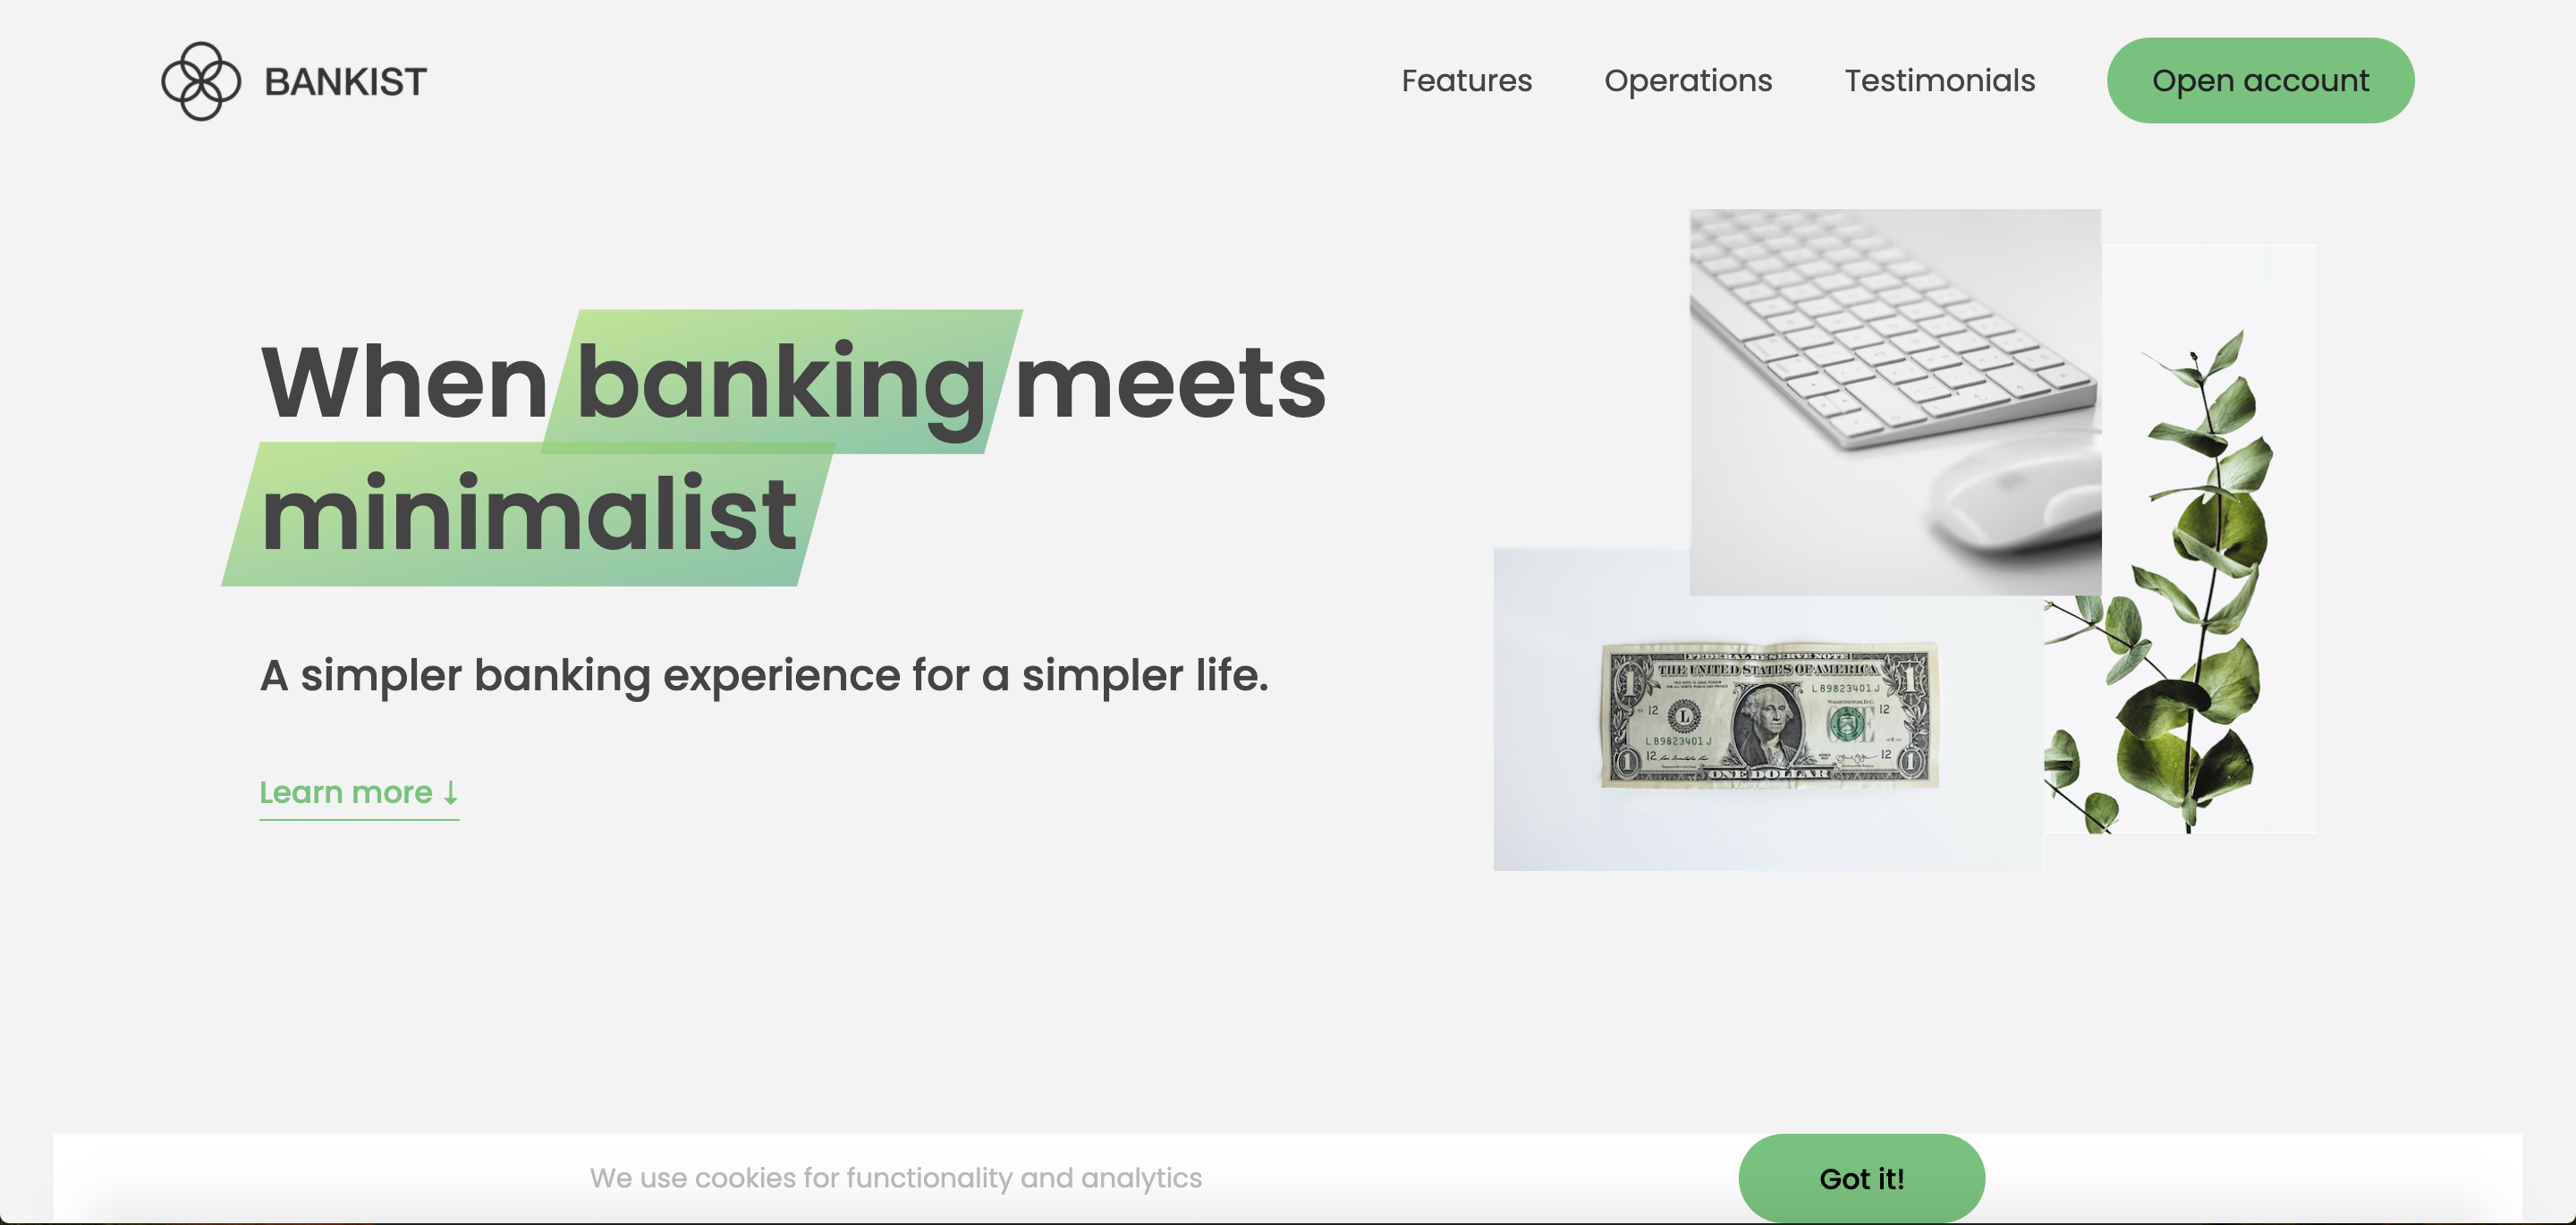 BANKIST
Features
Operations
Testimonials
Open account
When banking meets
minimalist
A simpler banking experience for a simpler life.
Learn more ↓
FEDERAL RESERVE NOTE
THE UNITED STATES OF AMERICA
L 89823401 J
WASHINGTON, D.C.
12
L
12
L 89823401 J
12
12
1
1
1
1
ONE DOLLAR
We use cookies for functionality and analytics
Got it!